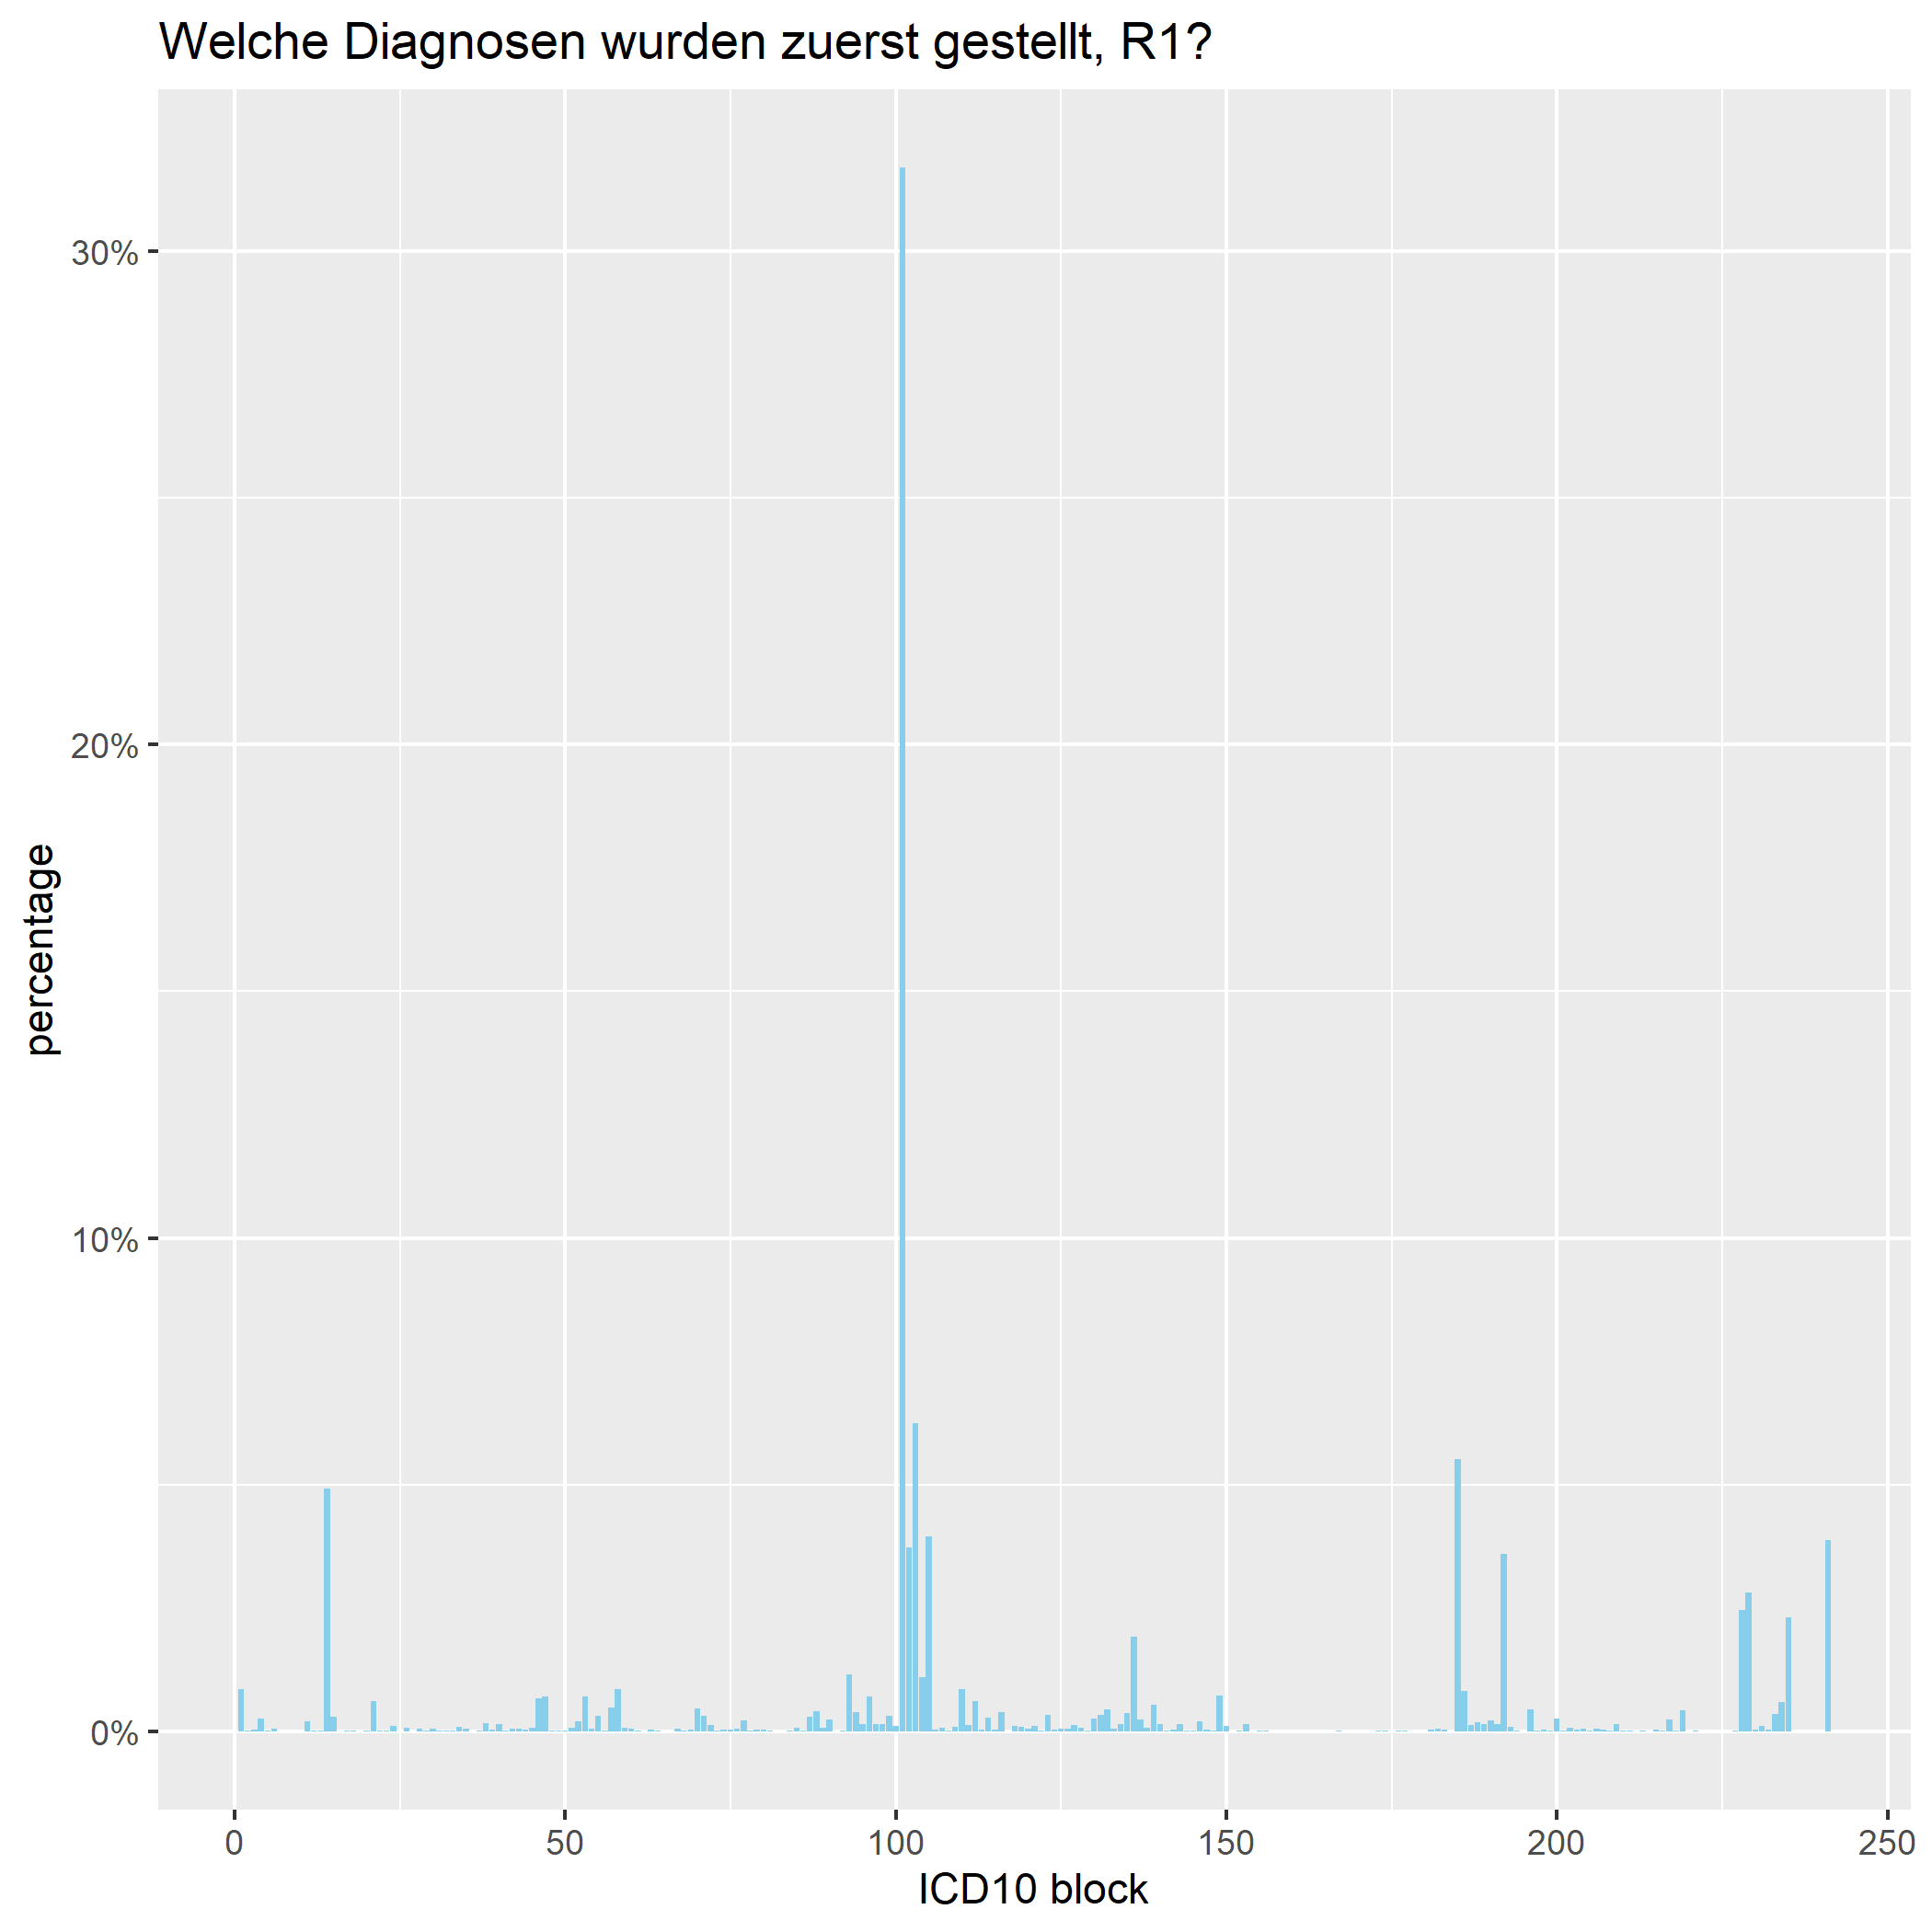 Welche Diagnosen wurden zuerst gestellt, R1?
30%
20%
10%
0%
percentage
0 50 100 150 200 250
ICD10 block